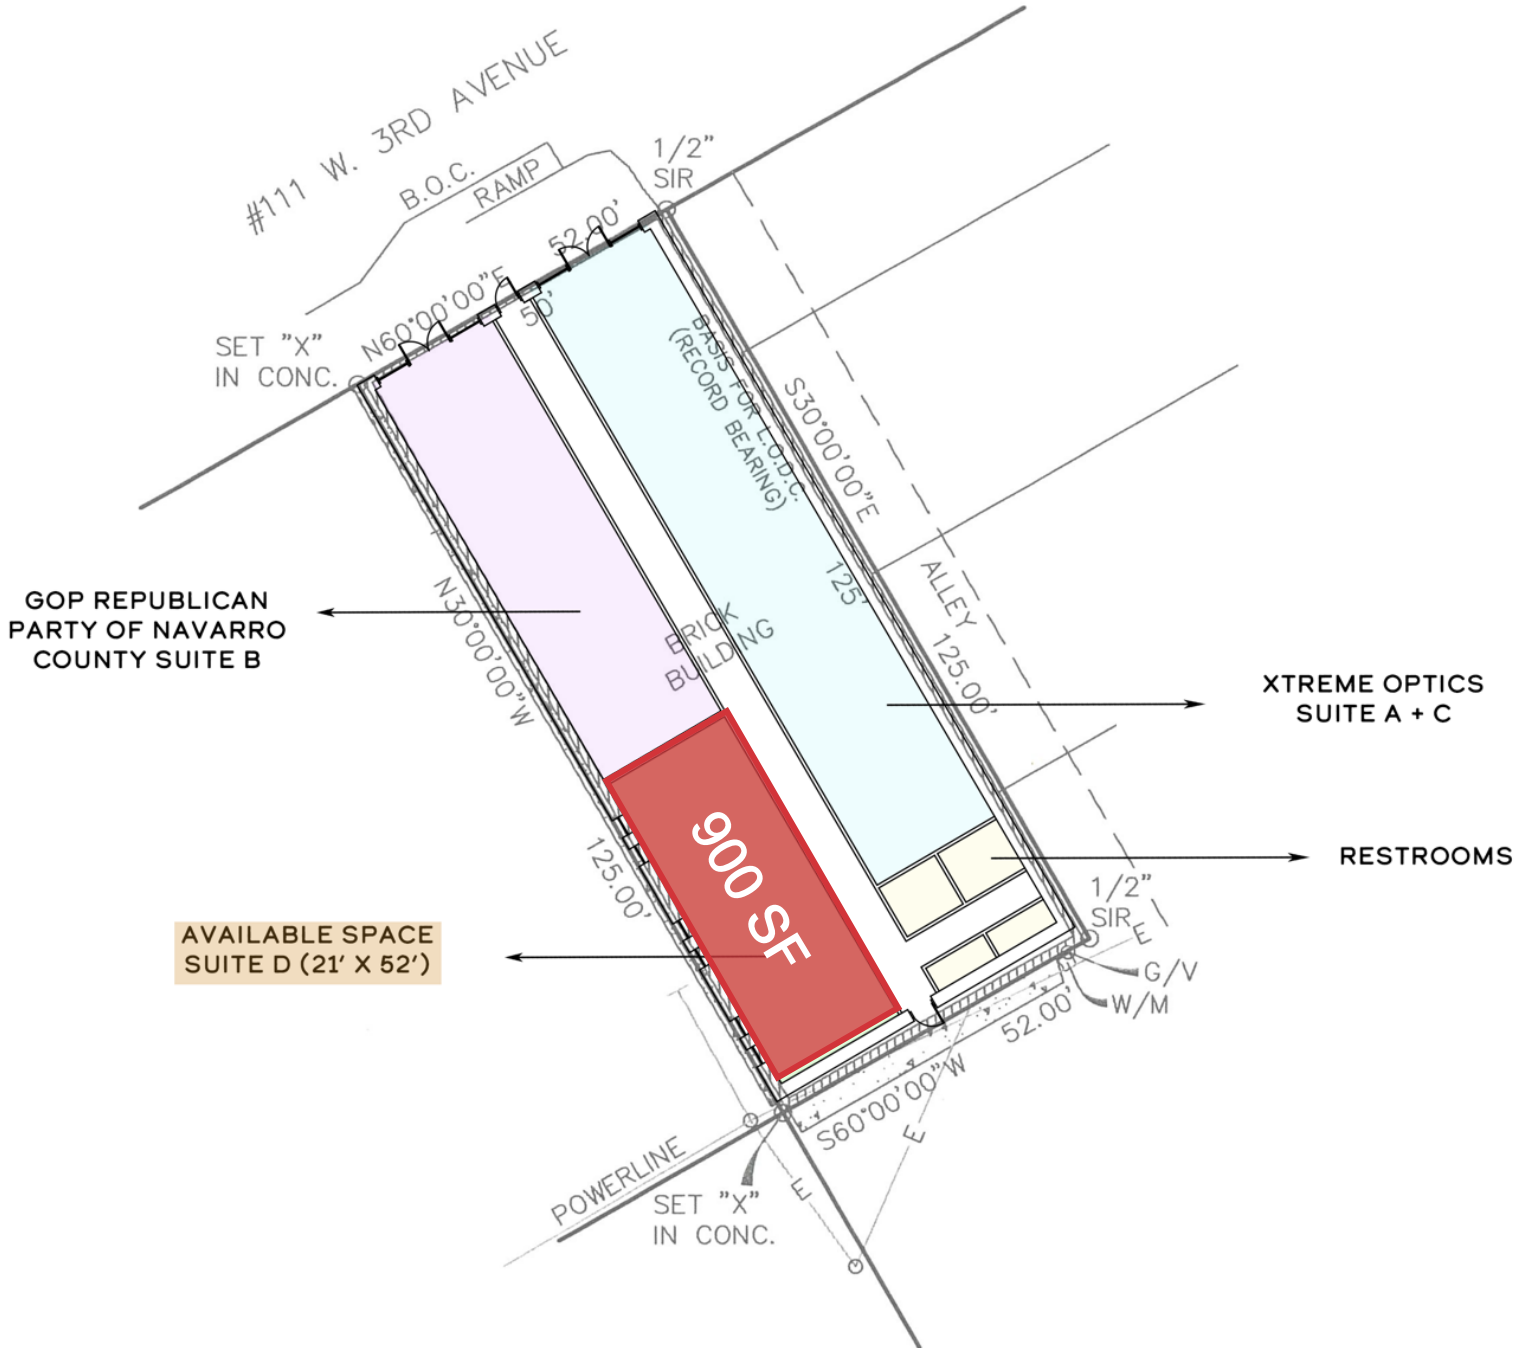 #111 W. 3RD AVENUE
B.O.C.
RAMP
1/2"
SIR
52.00'
N60°00'00"E
50'
SET "X"
IN CONC.
BASIS FOR L.O.D.C.
(RECORD BEARING)
S30°00'00"E
125'
ALLEY
125.00'
GOP REPUBLICAN
PARTY OF NAVARRO
COUNTY SUITE B
N30°00'00"W
BRICK
BUILDING
XTREME OPTICS
SUITE A + C
900 SF
125.00'
RESTROOMS
1/2"
SIR
E
G/V
W/M
AVAILABLE SPACE
SUITE D (21' X 52')
52.00'
S60°00'00"W
E
POWERLINE
E
SET "X"
IN CONC.